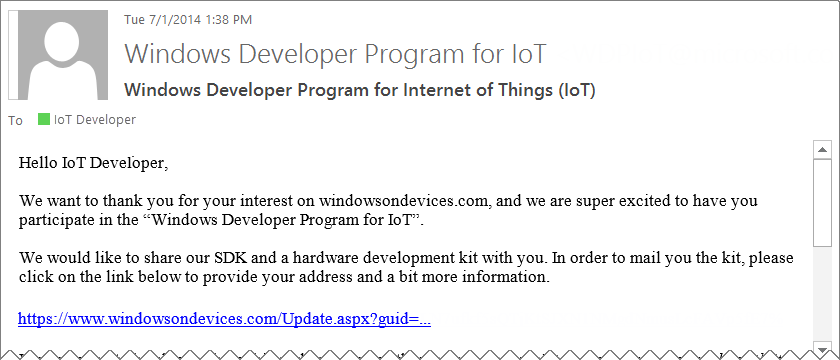 Tue 7/1/2014 1:38 PM
Windows Developer Program for IoT
Windows Developer Program for Internet of Things (IoT)
To IoT Developer
Hello IoT Developer,
We want to thank you for your interest on windowsondevices.com, and we are super excited to have you
participate in the “Windows Developer Program for IoT”.
We would like to share our SDK and a hardware development kit with you. In order to mail you the kit, please
click on the link below to provide your address and a bit more information.
https://www.windowsondevices.com/Update.aspx?guid=...